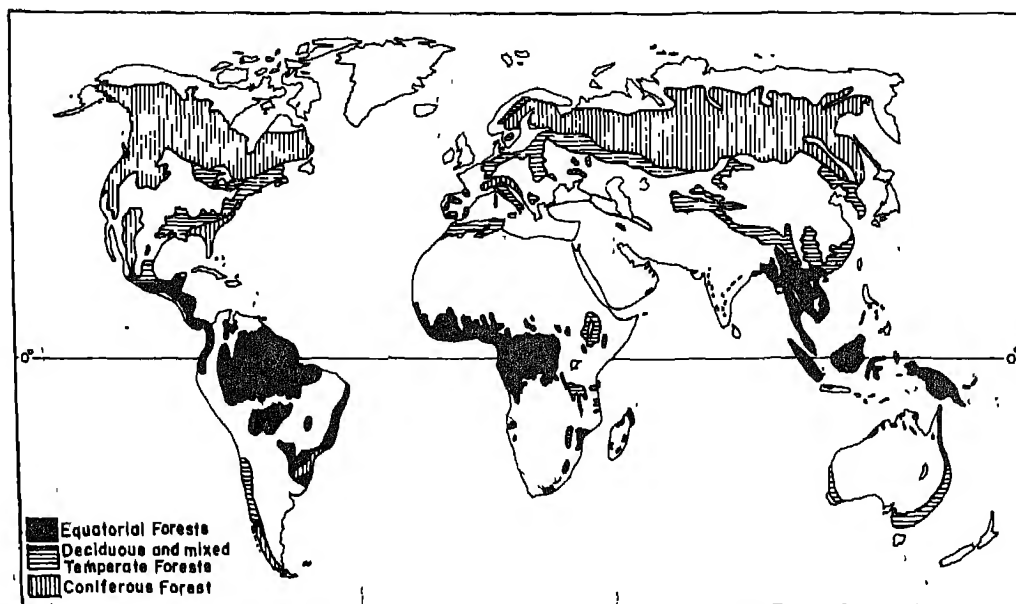 0°
0°
Equatorial Forests
Deciduous and mixed
Temperate Forests
Coniferous Forest